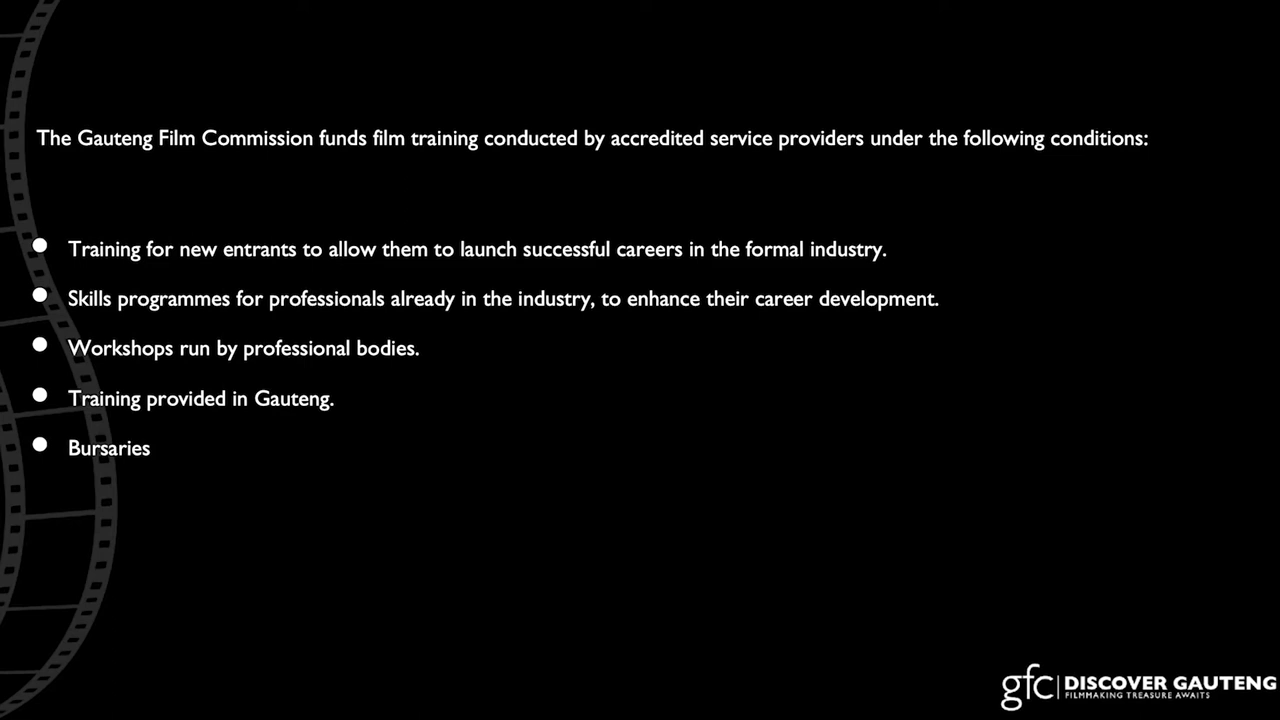 The Gauteng Film Commission funds film training conducted by accredited service providers under the following conditions:
Training for new entrants to allow them to launch successful careers in the formal industry.
Skills programmes for professionals already in the industry, to enhance their career development.
Workshops run by professional bodies.
Training provided in Gauteng.
Bursaries
gfc DISCOVER GAUTENG
FILMMAKING TREASURE AWAITS